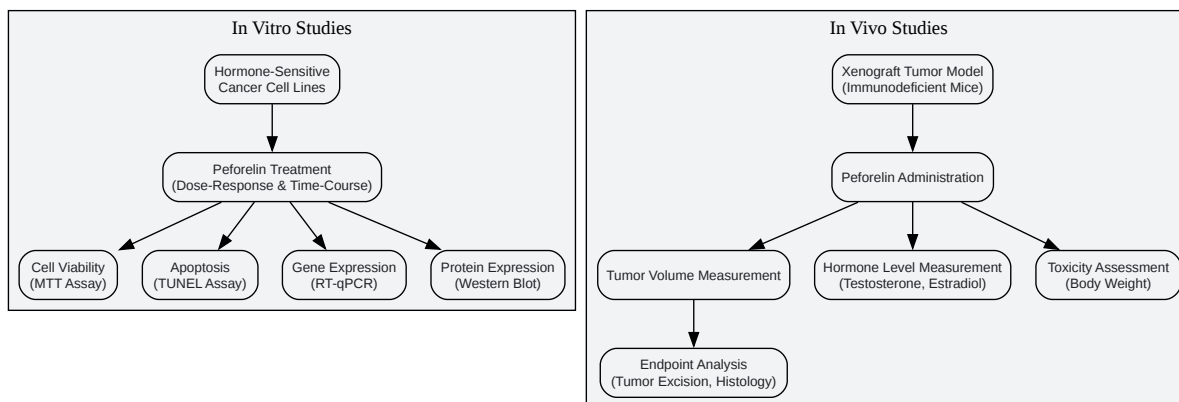 In Vitro Studies
Hormone-Sensitive
Cancer Cell Lines
Peforelin Treatment
(Dose-Response & Time-Course)
Cell Viability
(MTT Assay)
Apoptosis
(TUNEL Assay)
Gene Expression
(RT-qPCR)
Protein Expression
(Western Blot)
In Vivo Studies
Xenograft Tumor Model
(Immunodeficient Mice)
Peforelin Administration
Tumor Volume Measurement
Hormone Level Measurement
(Testosterone, Estradiol)
Toxicity Assessment
(Body Weight)
Endpoint Analysis
(Tumor Excision, Histology)